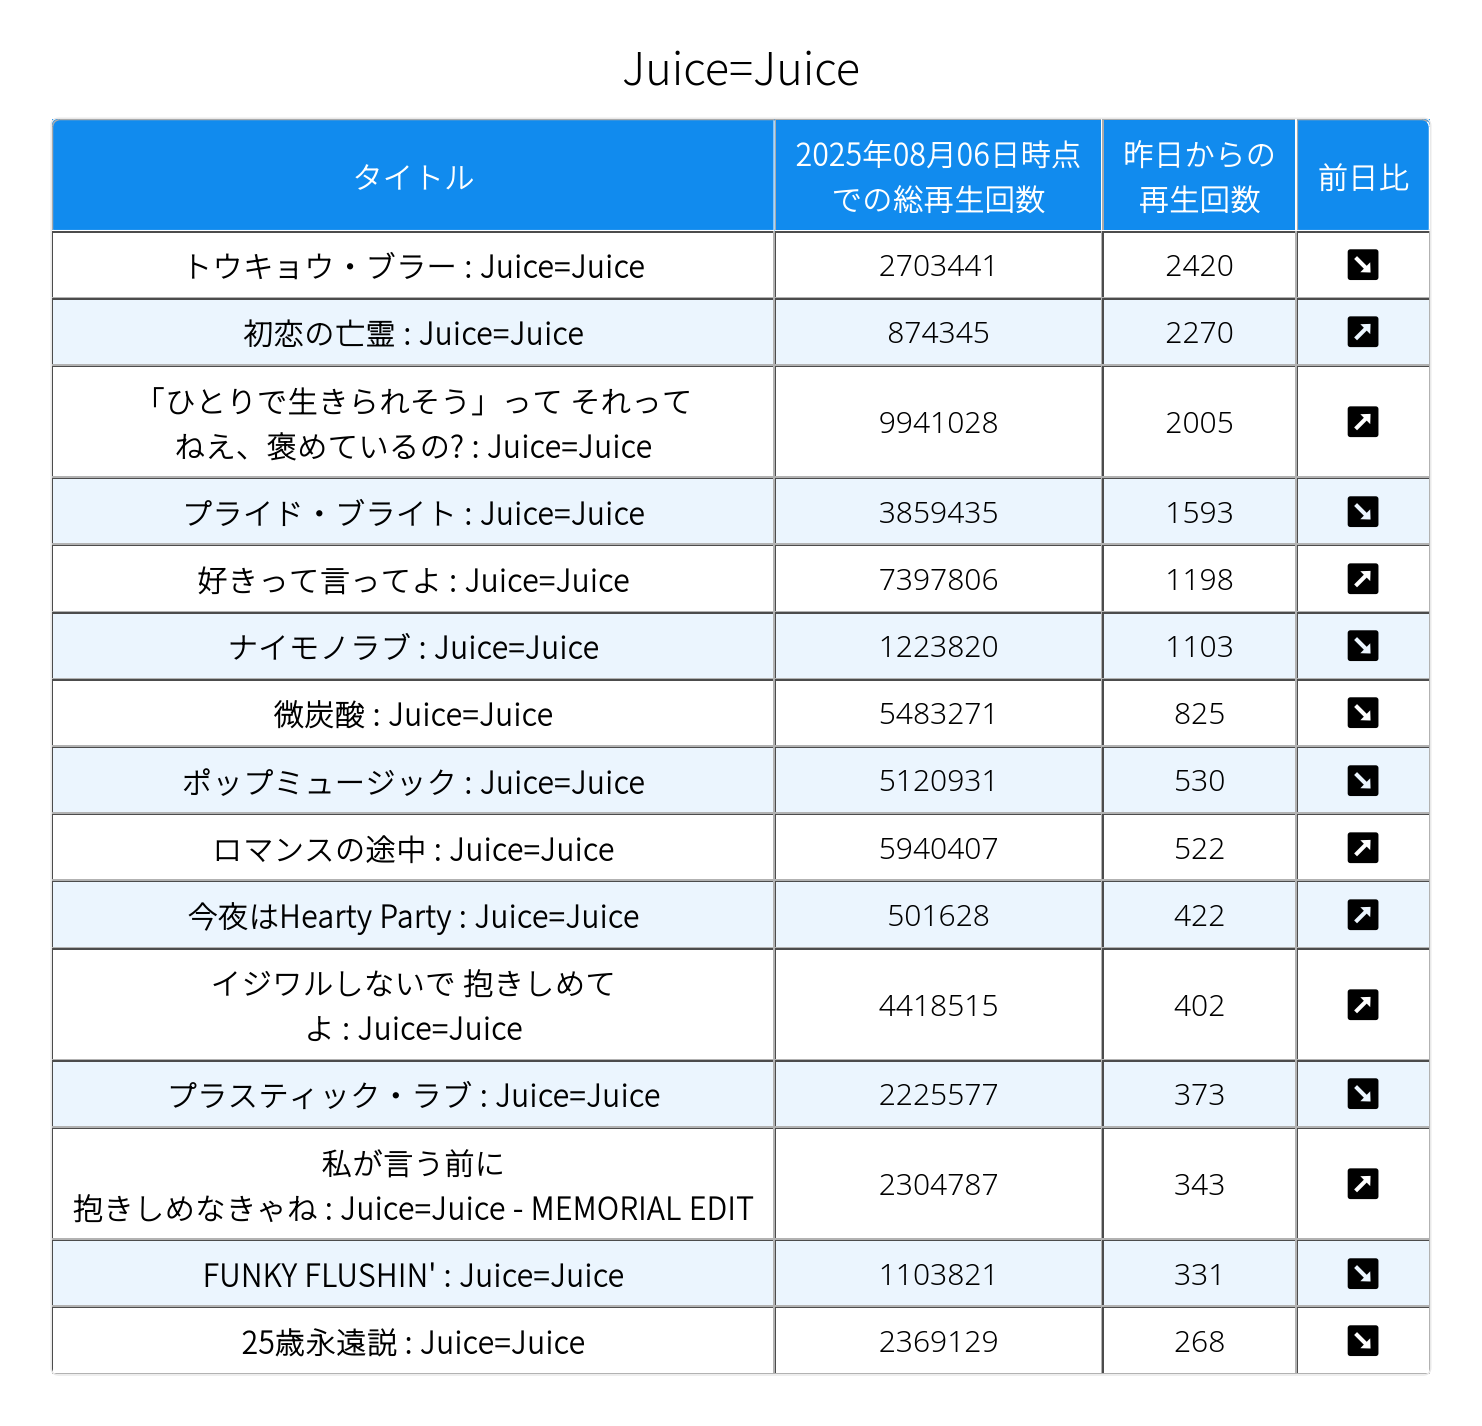 Juice=Juice
タイトル
2025年08月06日時点
での総再生回数
昨日からの
再生回数
前日比
トウキョウ・ブラー : Juice=Juice
2703441
2420
初恋の亡霊 : Juice=Juice
874345
2270
「ひとりで生きられそう」って それって
ねえ、褒めているの? : Juice=Juice
9941028
2005
プライド・ブライト : Juice=Juice
3859435
1593
好きって言ってよ : Juice=Juice
7397806
1198
ナイモノラブ : Juice=Juice
1223820
1103
微炭酸 : Juice=Juice
5483271
825
ポップミュージック : Juice=Juice
5120931
530
ロマンスの途中 : Juice=Juice
5940407
522
今夜はHearty Party : Juice=Juice
501628
422
イジワルしないで 抱きしめて
よ : Juice=Juice
4418515
402
プラスティック・ラブ : Juice=Juice
2225577
373
私が言う前に
抱きしめなきゃね : Juice=Juice - MEMORIAL EDIT
2304787
343
FUNKY FLUSHIN' : Juice=Juice
1103821
331
25歳永遠説 : Juice=Juice
2369129
268